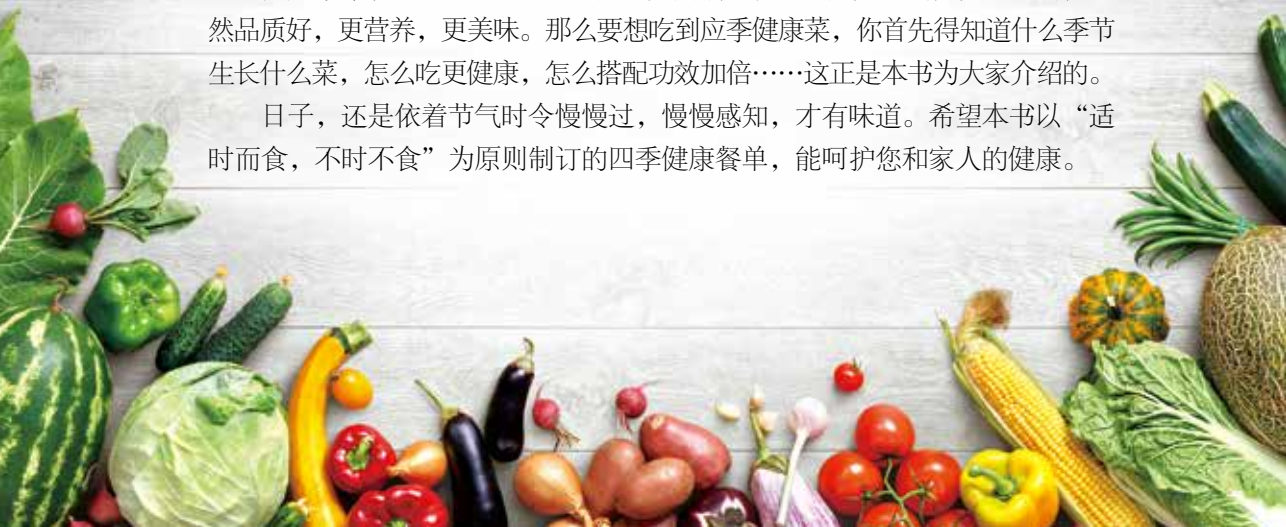 然品质好，更营养，更美味。那么要想吃到应季健康菜，你首先得知道什么季节
生长什么菜，怎么吃更健康，怎么搭配功效加倍……这正是本书为大家介绍的。
日子，还是依着节气时令慢慢过，慢慢感知，才有味道。希望本书以“适
时而食，不时不食”为原则制订的四季健康餐单，能呵护您和家人的健康。